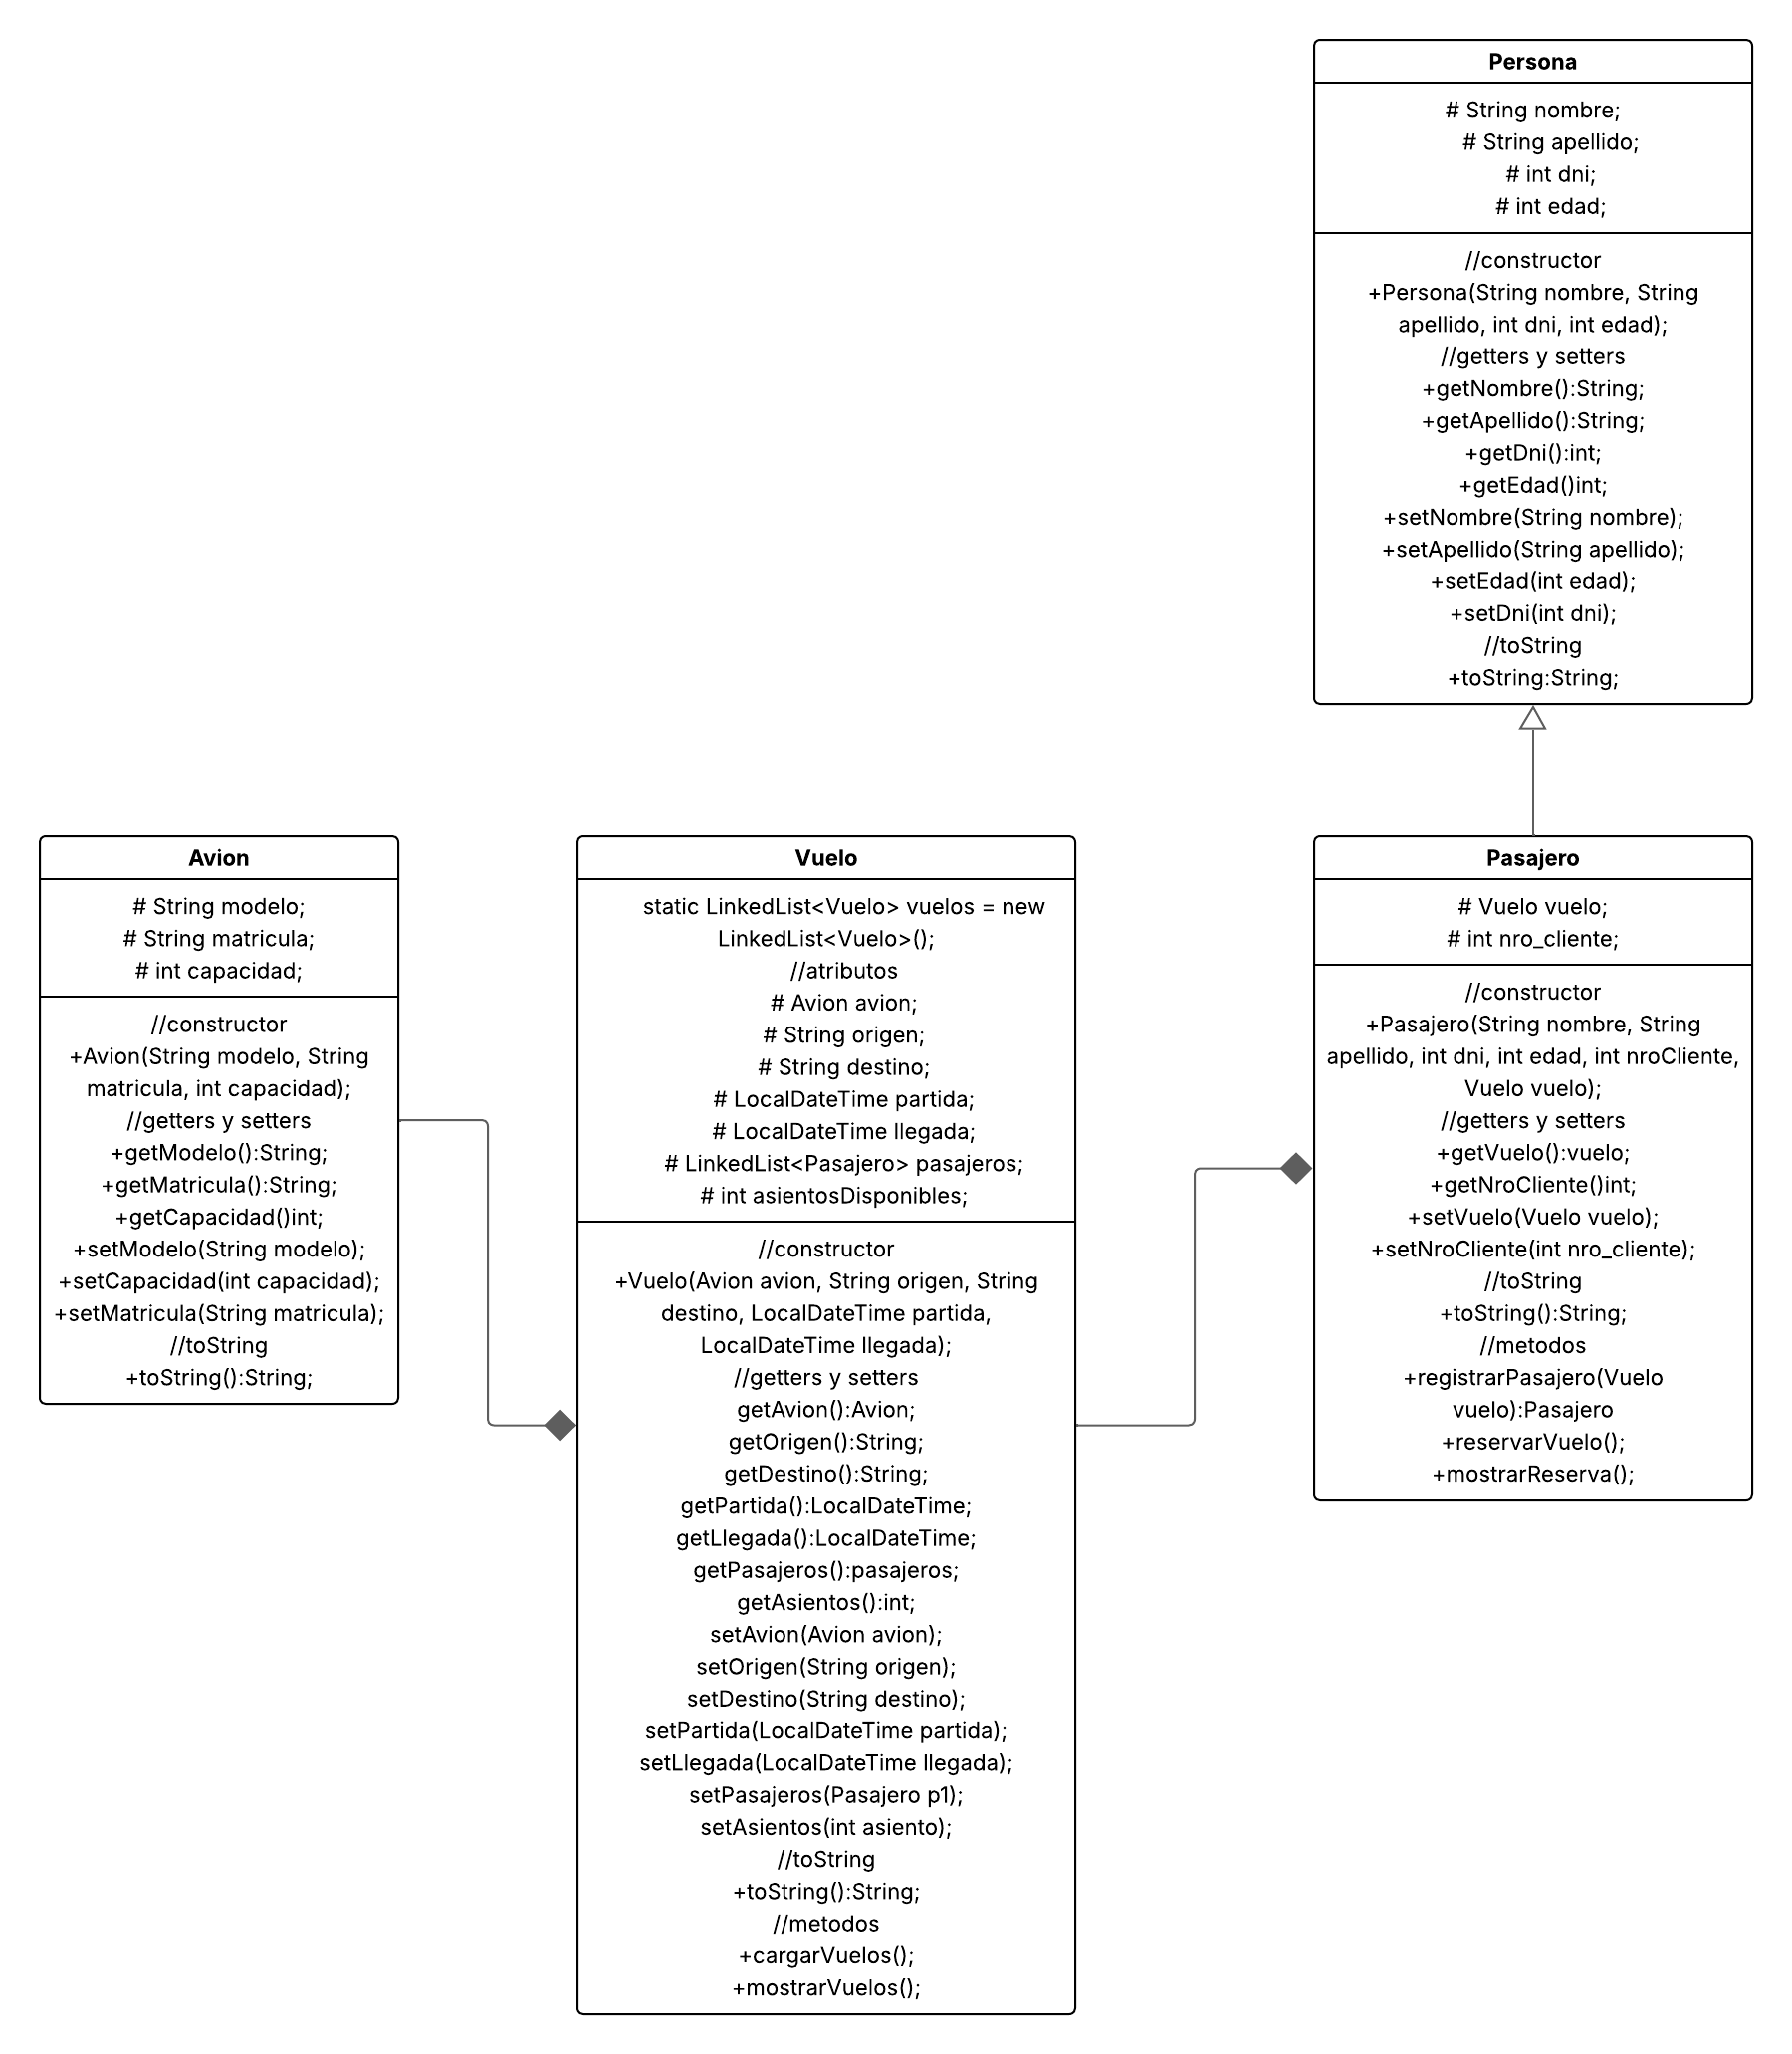 Persona
# String nombre;
# String apellido;
# int dni;
# int edad;
//constructor
+Persona(String nombre, String
apellido, int dni, int edad);
//getters y setters
+getNombre():String;
+getApellido():String;
+getDni():int;
+getEdad()int;
+setNombre(String nombre);
+setApellido(String apellido);
+setEdad(int edad);
+setDni(int dni);
//toString
+toString:String;
Avion
# String modelo;
# String matricula;
# int capacidad;
//constructor
+Avion(String modelo, String
matricula, int capacidad);
//getters y setters
+getModelo():String;
+getMatricula():String;
+getCapacidad()int;
+setModelo(String modelo);
+setCapacidad(int capacidad);
+setMatricula(String matricula);
//toString
+toString():String;
Vuelo
static LinkedList<Vuelo> vuelos = new
LinkedList<Vuelo>();
//atributos
# Avion avion;
# String origen;
# String destino;
# LocalDateTime partida;
# LocalDateTime llegada;
# LinkedList<Pasajero> pasajeros;
# int asientosDisponibles;
//constructor
+Vuelo(Avion avion, String origen, String
destino, LocalDateTime partida,
LocalDateTime llegada);
//getters y setters
getAvion():Avion;
getOrigen():String;
getDestino():String;
getPartida():LocalDateTime;
getLlegada():LocalDateTime;
getPasajeros():pasajeros;
getAsientos():int;
setAvion(Avion avion);
setOrigen(String origen);
setDestino(String destino);
setPartida(LocalDateTime partida);
setLlegada(LocalDateTime llegada);
setPasajeros(Pasajero p1);
setAsientos(int asiento);
//toString
+toString():String;
//metodos
+cargarVuelos();
+mostrarVuelos();
Pasajero
# Vuelo vuelo;
# int nro_cliente;
//constructor
+Pasajero(String nombre, String
apellido, int dni, int edad, int nroCliente,
Vuelo vuelo);
//getters y setters
+getVuelo():vuelo;
+getNroCliente()int;
+setVuelo(Vuelo vuelo);
+setNroCliente(int nro_cliente);
//toString
+toString():String;
//metodos
+registrarPasajero(Vuelo
vuelo):Pasajero
+reservarVuelo();
+mostrarReserva();